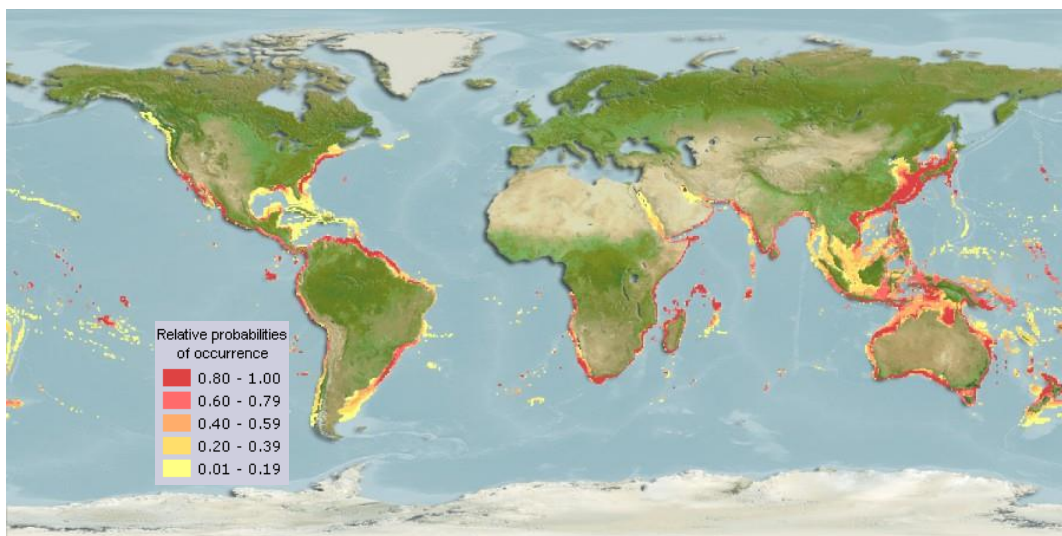 Relative probabilities
of occurrence
0.80 - 1.00
0.60 - 0.79
0.40 - 0.59
0.20 - 0.39
0.01 - 0.19